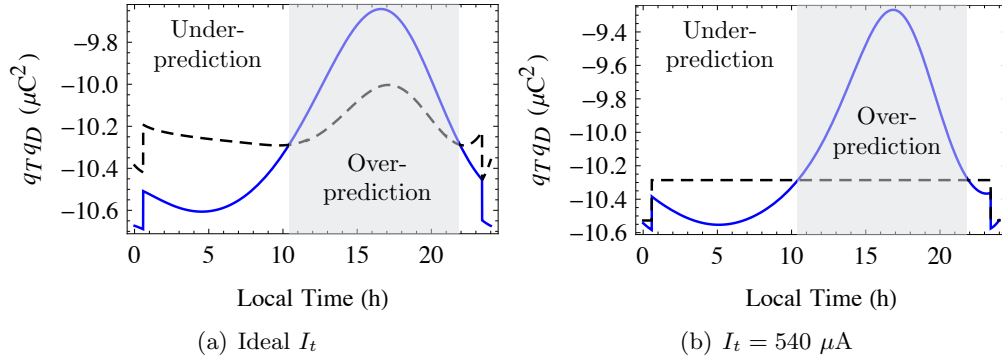 Under-
prediction
Over-
prediction
q_T q_D (μC²)
−9.8
−10.0
−10.2
−10.4
−10.6
0 5 10 15 20
Local Time (h)
(a) Ideal I_t
Under-
prediction
Over-
prediction
q_T q_D (μC²)
−9.4
−9.6
−9.8
−10.0
−10.2
−10.4
−10.6
0 5 10 15 20
Local Time (h)
(b) I_t = 540 μA